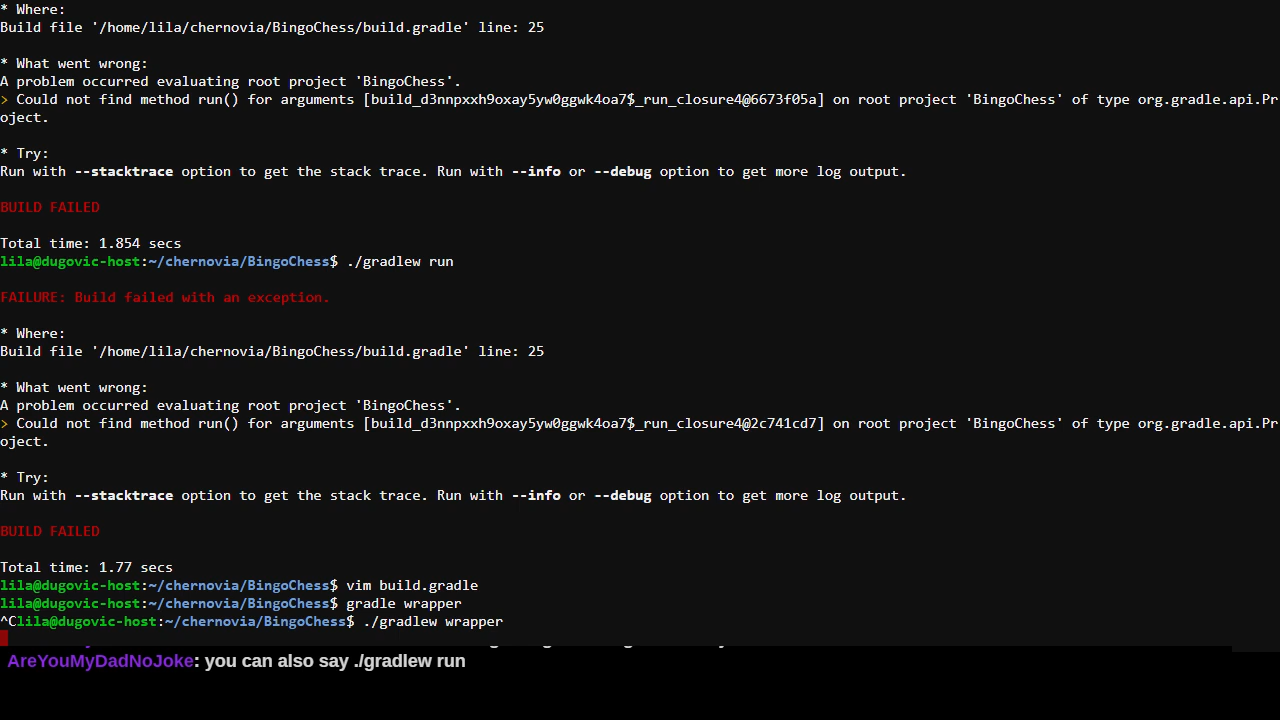 * Where:
Build file '/home/lila/chernovia/BingoChess/build.gradle' line: 25
* What went wrong:
A problem occurred evaluating root project 'BingoChess'.
> Could not find method run() for arguments [build_d3nnpxxh9oxay5yw0ggwk4oa7$_run_closure4@6673f05a] on root project 'BingoChess' of type org.gradle.api.Pr
oject.
* Try:
Run with --stacktrace option to get the stack trace. Run with --info or --debug option to get more log output.
BUILD FAILED
Total time: 1.854 secs
lila@dugovic-host:~/chernovia/BingoChess$ ./gradlew run
FAILURE: Build failed with an exception.
* Where:
Build file '/home/lila/chernovia/BingoChess/build.gradle' line: 25
* What went wrong:
A problem occurred evaluating root project 'BingoChess'.
> Could not find method run() for arguments [build_d3nnpxxh9oxay5yw0ggwk4oa7$_run_closure4@2c741cd7] on root project 'BingoChess' of type org.gradle.api.Pr
oject.
* Try:
Run with --stacktrace option to get the stack trace. Run with --info or --debug option to get more log output.
BUILD FAILED
Total time: 1.77 secs
lila@dugovic-host:~/chernovia/BingoChess$ vim build.gradle
lila@dugovic-host:~/chernovia/BingoChess$ gradle wrapper
^Clila@dugovic-host:~/chernovia/BingoChess$ ./gradlew wrapper
AreYouMyDadNoJoke: you can also say ./gradlew run